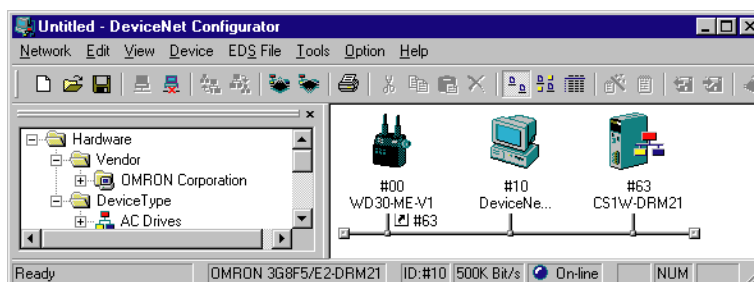 Untitled - DeviceNet Configurator
Network Edit View Device EDS File Tools Option Help
Hardware
Vendor
OMRON Corporation
DeviceType
AC Drives
#00
WD30-ME-V1
#63
#10
DeviceNe...
#63
CS1W-DRM21
Ready OMRON 3G8F5/E2-DRM21 ID:#10 500K Bit/s On-line NUM